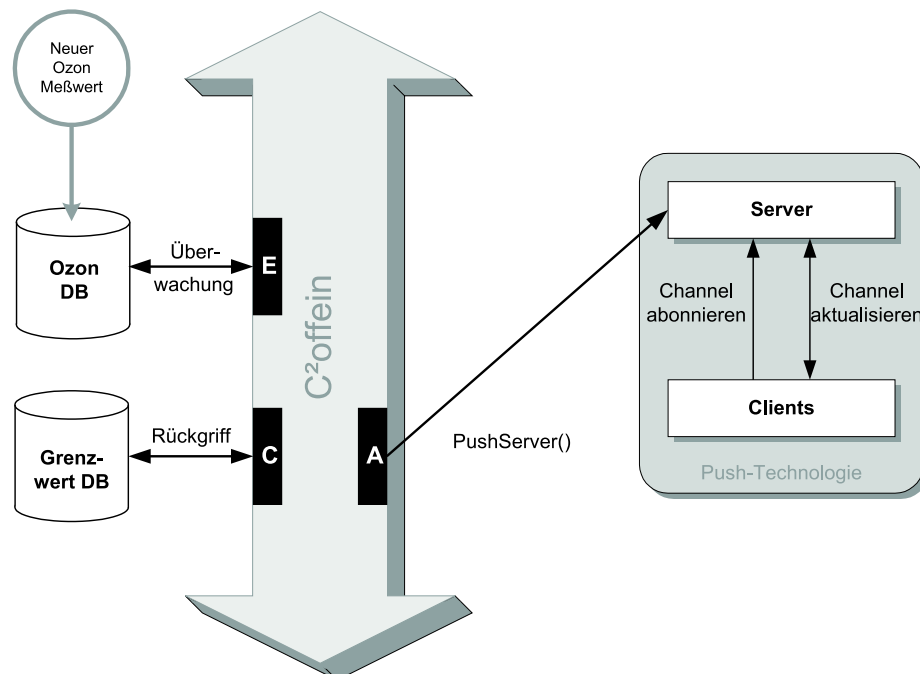 Neuer
Ozon
Meßwert
Ozon
DB
Über-
wachung
E
C²offein
Grenz-
wert DB
Rückgriff
C
A
PushServer()
Server
Channel
abonnieren
Channel
aktualisieren
Clients
Push-Technologie